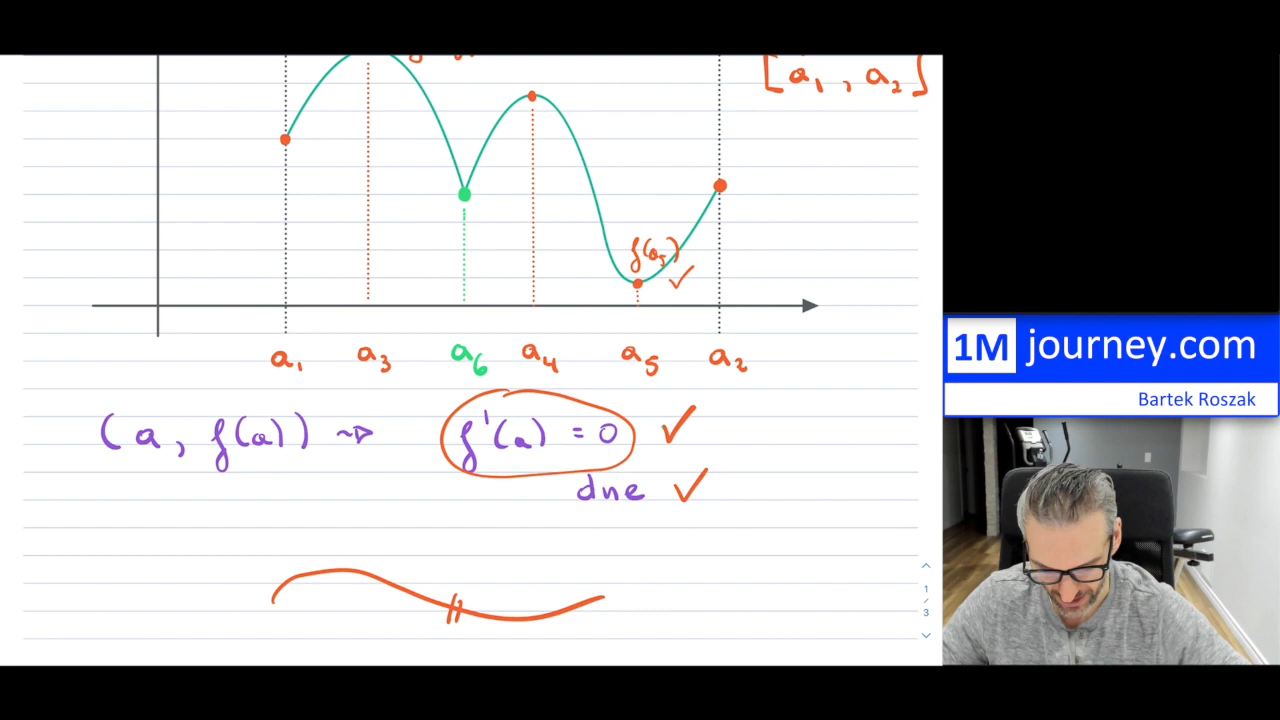 [a₁, a₂]
f(a₅) ✓
a₁ a₃ a₆ a₄ a₅ a₂
(a, f(a)) ⇝ f'(a) = 0 ✓
dne ✓
1M journey.com
Bartek Roszak
1
/
3